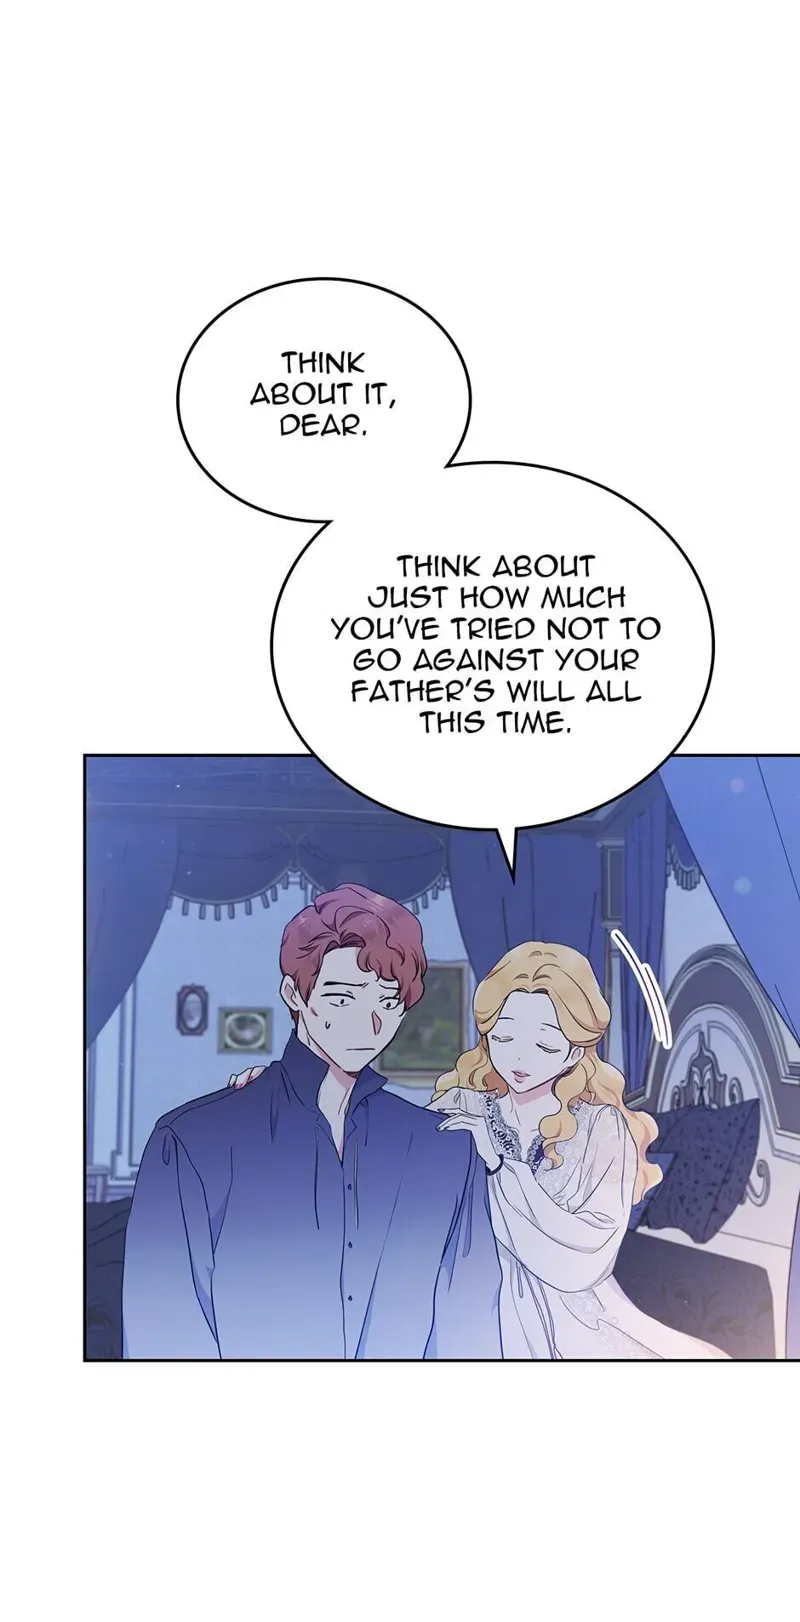 THINK
ABOUT IT,
DEAR.
THINK ABOUT
JUST HOW MUCH
YOU'VE TRIED NOT TO
GO AGAINST YOUR
FATHER'S WILL ALL
THIS TIME.